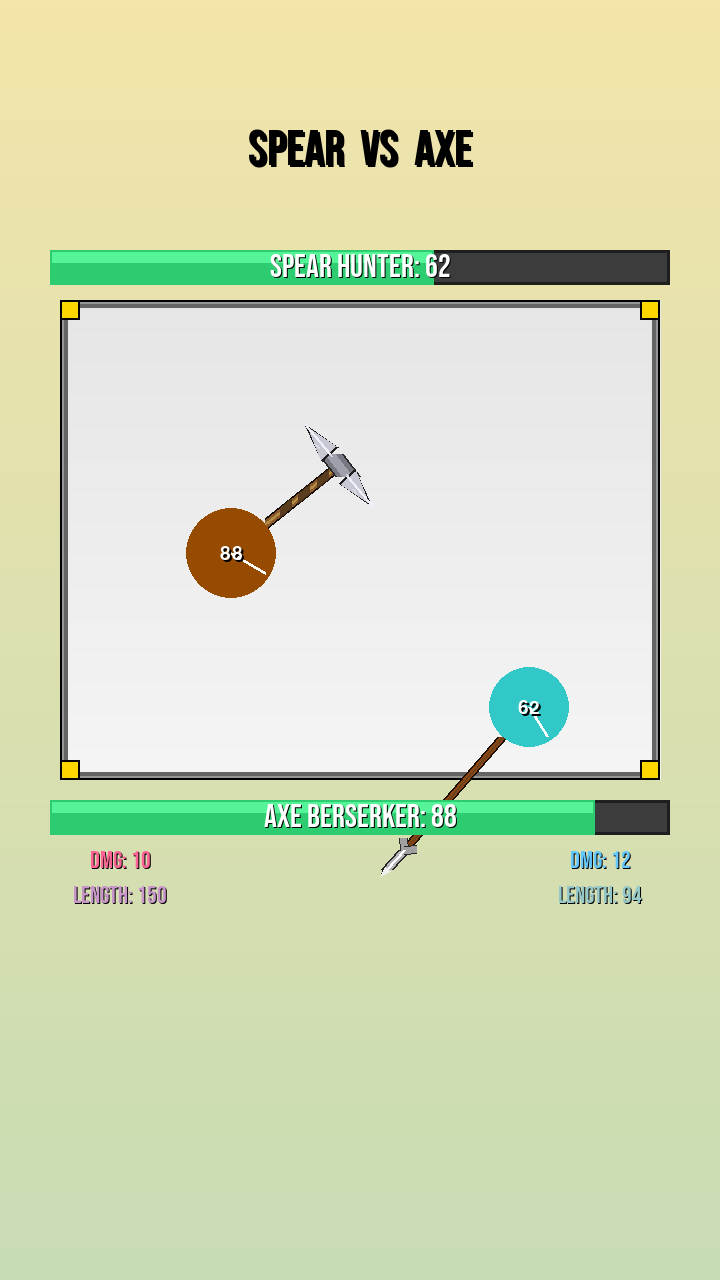 SPEAR VS AXE
SPEAR HUNTER: 62
88
62
AXE BERSERKER: 88
DMG: 10
DMG: 12
LENGTH: 150
LENGTH: 94